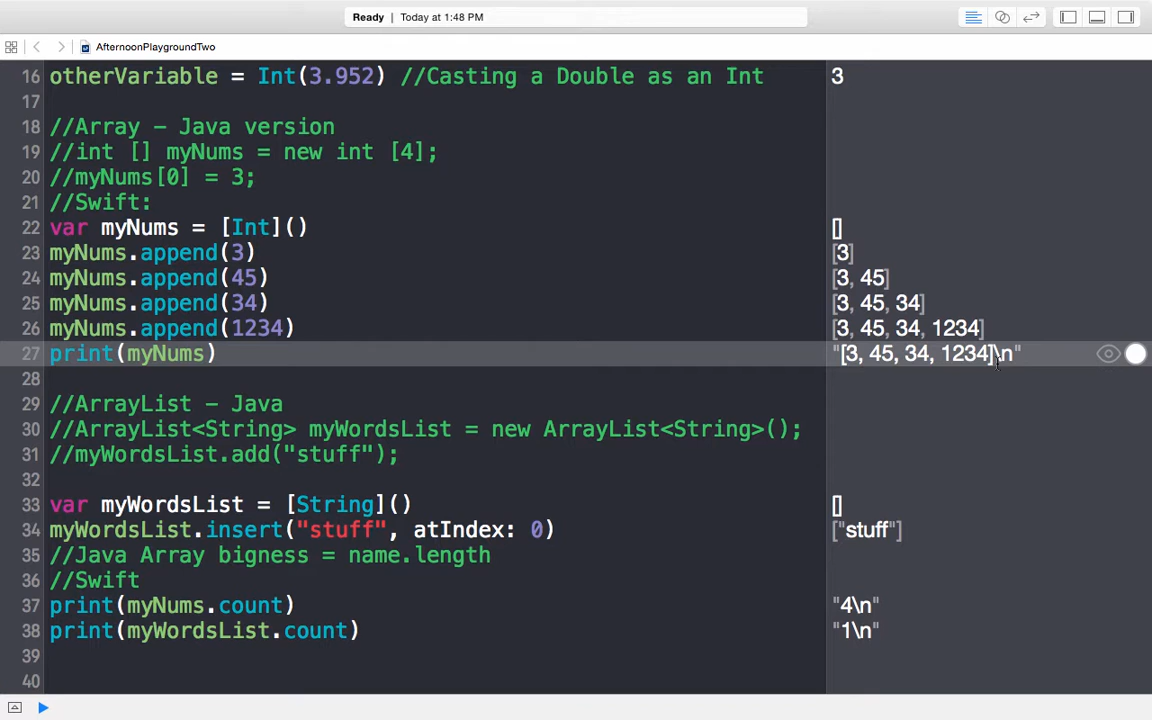 Ready | Today at 1:48 PM
AfternoonPlaygroundTwo
16 otherVariable = Int(3.952) //Casting a Double as an Int 3
17
18 //Array - Java version
19 //int [] myNums = new int [4];
20 //myNums[0] = 3;
21 //Swift:
22 var myNums = [Int]() []
23 myNums.append(3) [3]
24 myNums.append(45) [3, 45]
25 myNums.append(34) [3, 45, 34]
26 myNums.append(1234) [3, 45, 34, 1234]
27 print(myNums) "[3, 45, 34, 1234]\n"
28
29 //ArrayList - Java
30 //ArrayList<String> myWordsList = new ArrayList<String>();
31 //myWordsList.add("stuff");
32
33 var myWordsList = [String]() []
34 myWordsList.insert("stuff", atIndex: 0) ["stuff"]
35 //Java Array bigness = name.length
36 //Swift
37 print(myNums.count) "4\n"
38 print(myWordsList.count) "1\n"
39
40